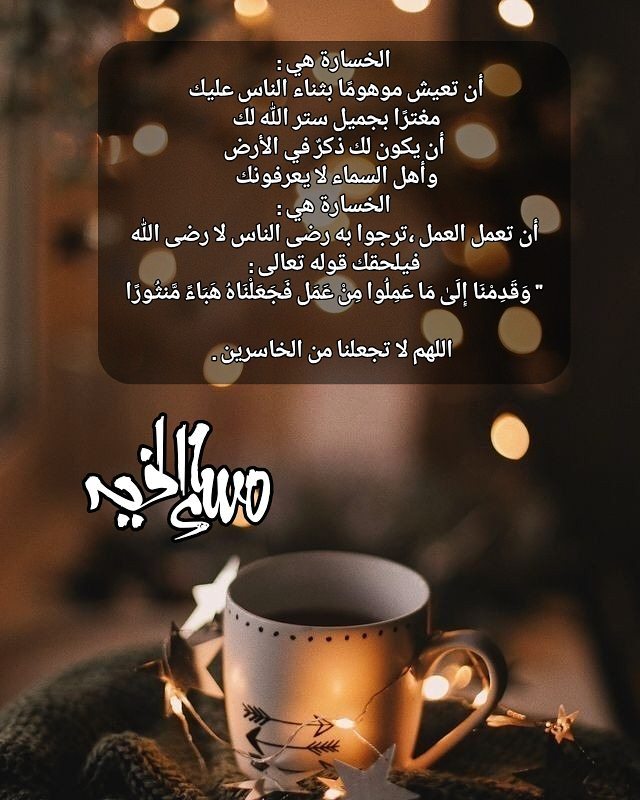 الخسارة هي :
أن تعيش موهومًا بثناء الناس عليك
مغترًا بجميل ستر الله لك
أن يكون لك ذكرٌ في الأرض
وأهل السماء لا يعرفونك
الخسارة هي :
أن تعمل العمل ،ترجوا به رضى الناس لا رضى الله
فيلحقك قوله تعالى :
" وَقَدِمْنَا إِلَىٰ مَا عَمِلُوا مِنْ عَمَل فَجَعَلْنَاهُ هَبَاءً مَّنثُورًا
اللهم لا تجعلنا من الخاسرين .
مساء الخير